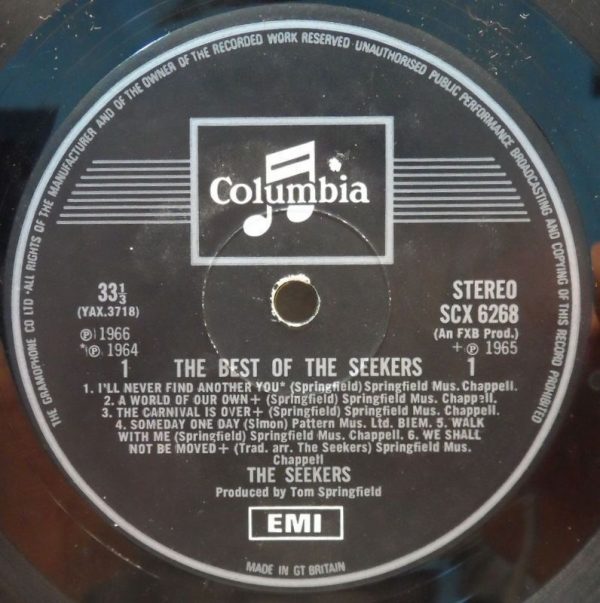 THE GRAMOPHONE CO LTD · ALL RIGHTS OF THE MANUFACTURER AND OF THE OWNER OF THE RECORDED WORK RESERVED · UNAUTHORISED PUBLIC PERFORMANCE BROADCASTING AND COPYING OF THIS RECORD PROHIBITED
Columbia
33⅓
(YAX.3718)
STEREO
SCX 6268
(An FXB Prod.)
℗ 1966
*℗ 1964
+ ℗ 1965
1 THE BEST OF THE SEEKERS 1
1. I'LL NEVER FIND ANOTHER YOU* (Springfield) Springfield Mus. Chappell.
2. A WORLD OF OUR OWN + (Springfield) Springfield Mus. Chappell.
3. THE CARNIVAL IS OVER + (Springfield) Springfield Mus. Chappell.
4. SOMEDAY ONE DAY (Simon) Pattern Mus. Ltd. BIEM. 5. WALK
WITH ME (Springfield) Springfield Mus. Chappell. 6. WE SHALL
NOT BE MOVED + (Trad. arr. The Seekers) Springfield Mus.
Chappell
THE SEEKERS
Produced by Tom Springfield
EMI
MADE IN GT BRITAIN